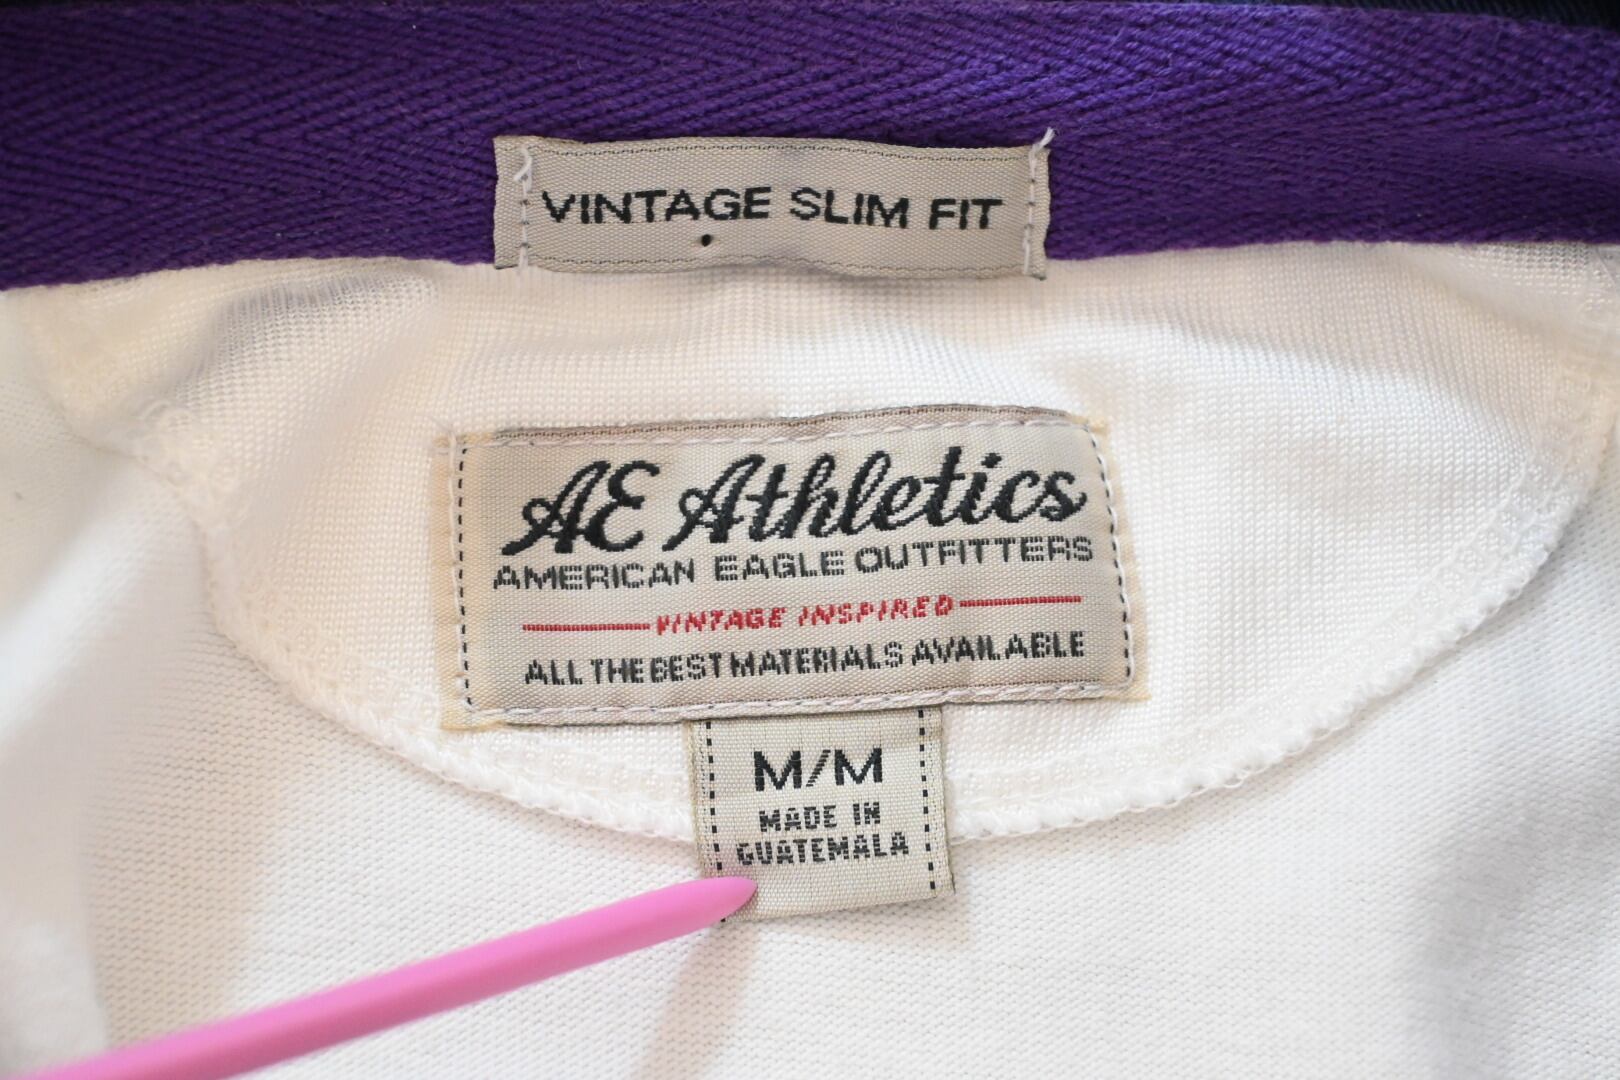 VINTAGE SLIM FIT
AE Athletics
AMERICAN EAGLE OUTFITTERS
VINTAGE INSPIRED
ALL THE BEST MATERIALS AVAILABLE
M/M
MADE IN
GUATEMALA